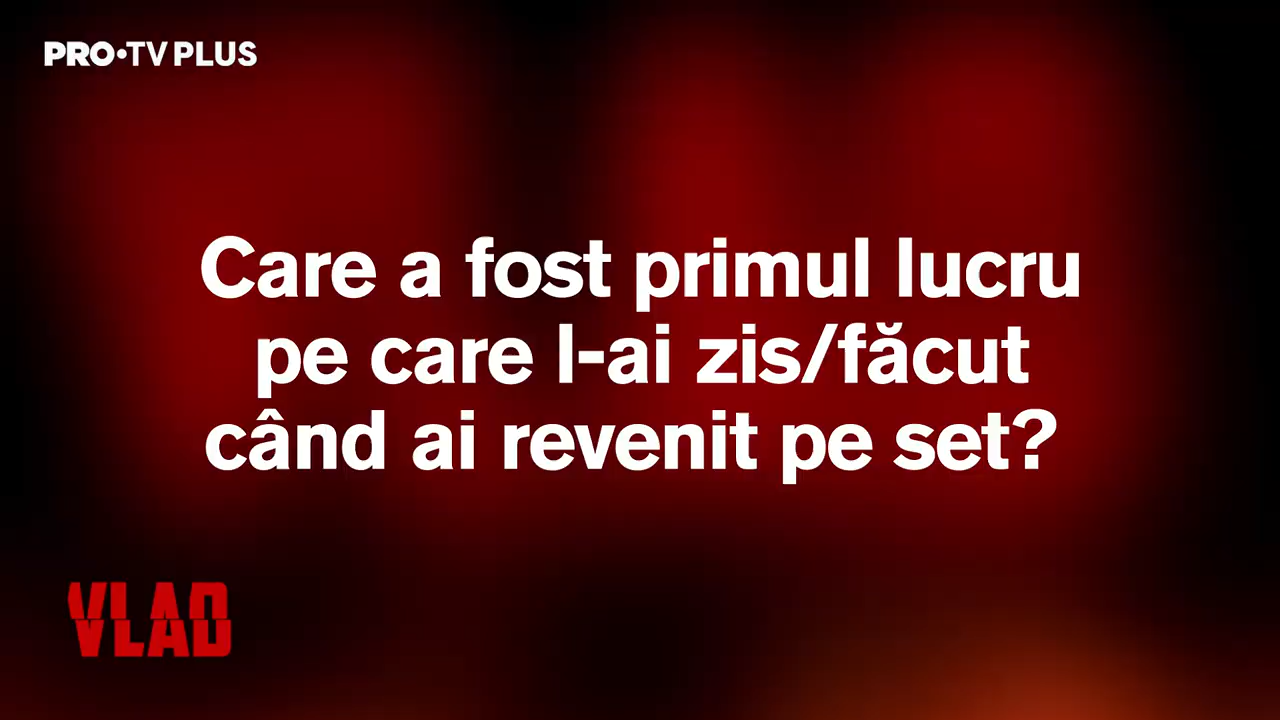 PRO•TV PLUS
Care a fost primul lucru
pe care l-ai zis/făcut
când ai revenit pe set?
VLAD